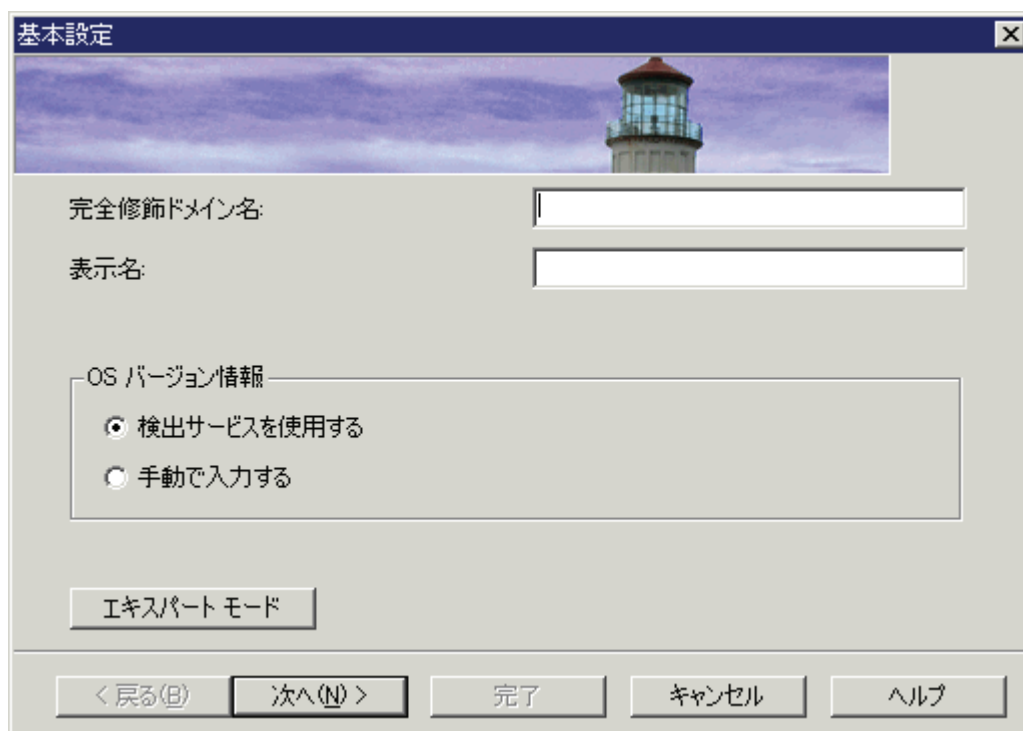 基本設定
完全修飾ドメイン名:
表示名:
OS バージョン情報
検出サービスを使用する
手動で入力する
エキスパート モード
< 戻る(B)
次へ(N) >
完了
キャンセル
ヘルプ